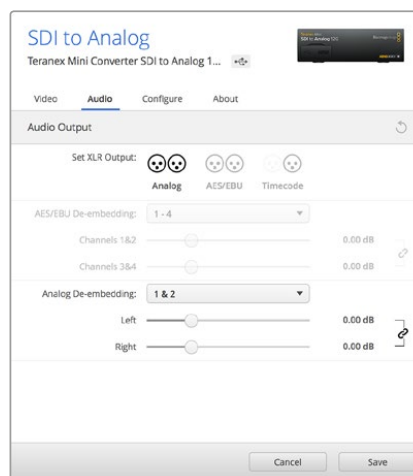 SDI to Analog
Teranex Mini Converter SDI to Analog 1...
Video Audio Configure About
Audio Output
Set XLR Output:
Analog AES/EBU Timecode
AES/EBU De-embedding: 1 - 4
Channels 1&2 0.00 dB
Channels 3&4 0.00 dB
Analog De-embedding: 1 & 2
Left 0.00 dB
Right 0.00 dB
Cancel Save